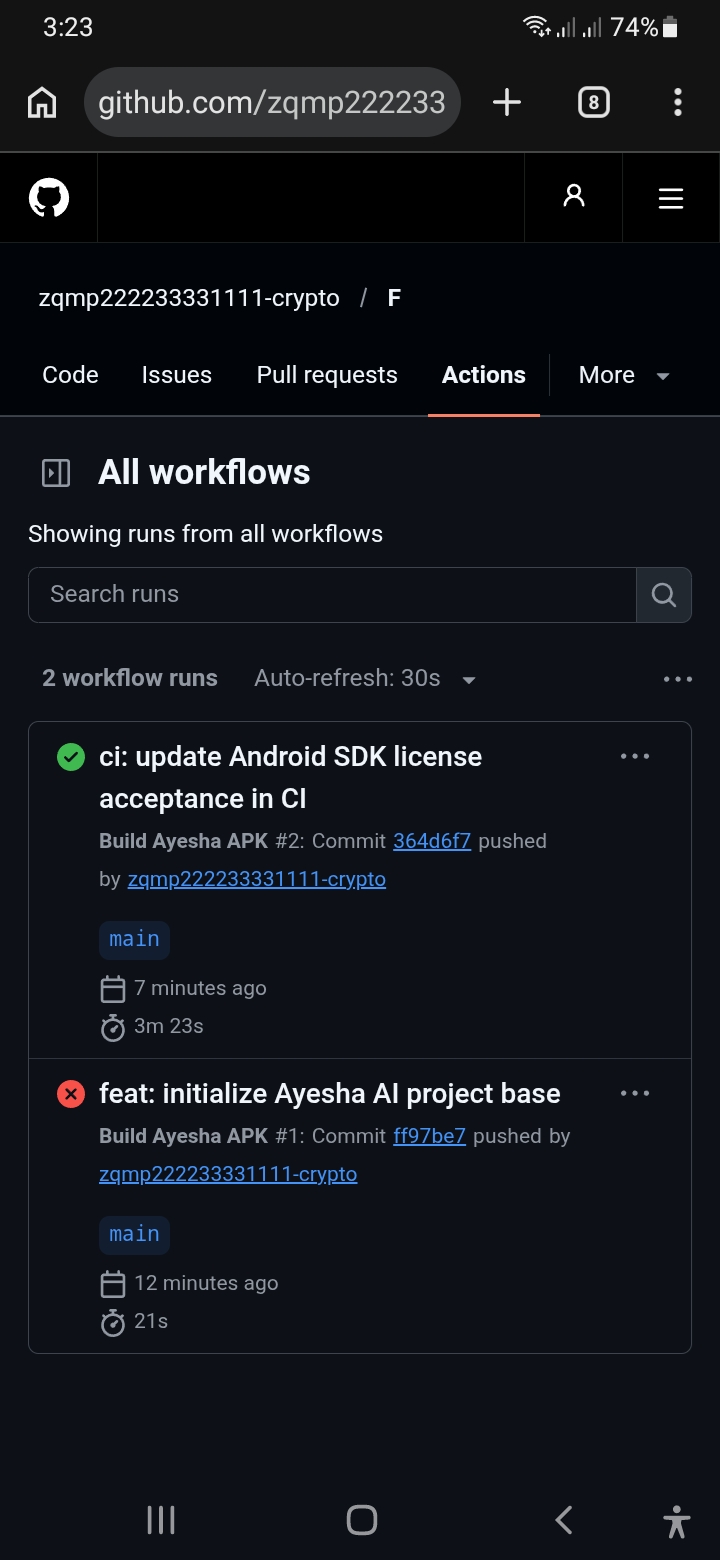 3:23
74%
github.com/zqmp222233
8
zqmp222233331111-crypto / F
Code Issues Pull requests Actions More
All workflows
Showing runs from all workflows
Search runs
2 workflow runs Auto-refresh: 30s
ci: update Android SDK license
acceptance in CI
Build Ayesha APK #2: Commit 364d6f7 pushed
by zqmp222233331111-crypto
main
7 minutes ago
3m 23s
feat: initialize Ayesha AI project base
Build Ayesha APK #1: Commit ff97be7 pushed by
zqmp222233331111-crypto
main
12 minutes ago
21s